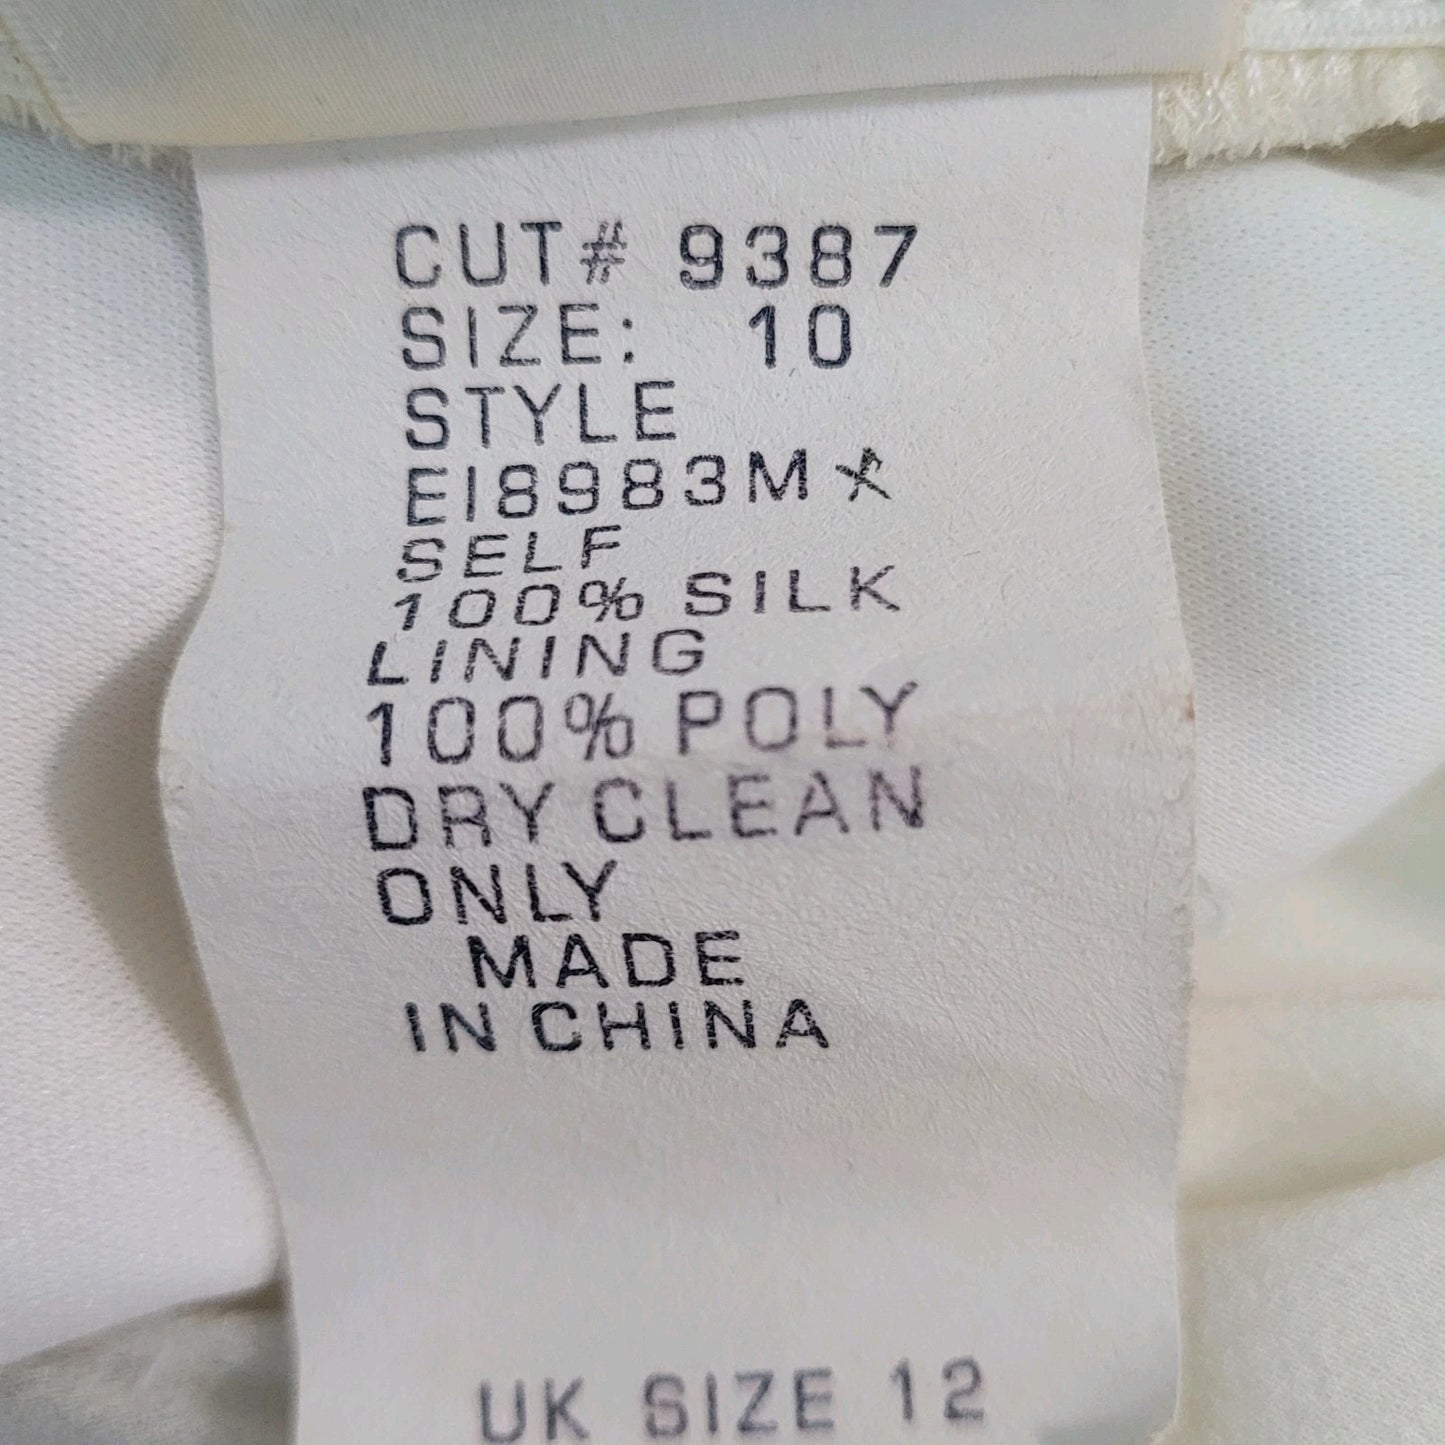 CUT# 9387
SIZE: 10
STYLE
EI8983MX
SELF
100% SILK
LINING
100% POLY
DRY CLEAN
ONLY
MADE
IN CHINA
UK SIZE 12